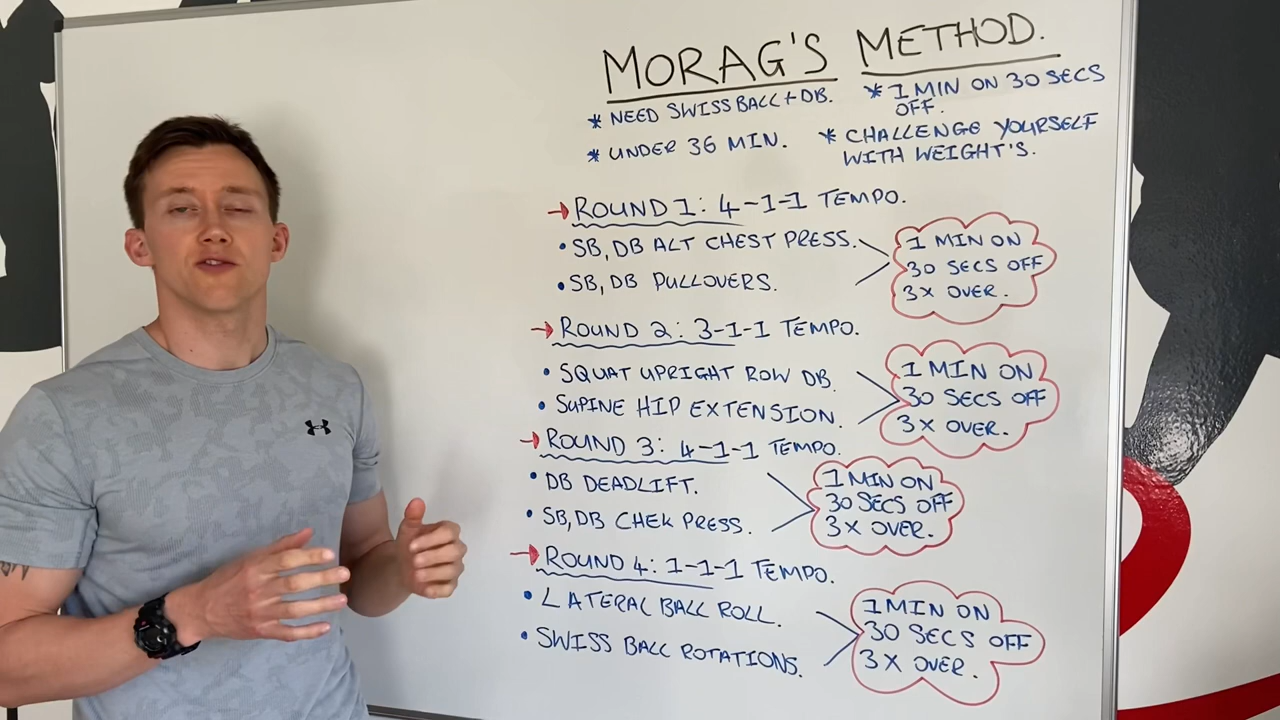 MORAG'S METHOD.
* NEED SWISS BALL + DB.
* 1 MIN ON 30 SECS
OFF.
* UNDER 36 MIN.
* CHALLENGE YOURSELF
WITH WEIGHT'S.
→ ROUND 1: 4-1-1 TEMPO.
• SB, DB ALT CHEST PRESS.
• SB, DB PULLOVERS.
1 MIN ON
30 SECS OFF
3X OVER.
→ ROUND 2: 3-1-1 TEMPO.
• SQUAT UPRIGHT ROW DB.
• SUPINE HIP EXTENSION.
1 MIN ON
30 SECS OFF
3X OVER.
→ ROUND 3: 4-1-1 TEMPO.
• DB DEADLIFT.
• SB, DB CHEK PRESS.
1 MIN ON
30 SECS OFF
3X OVER.
→ ROUND 4: 1-1-1 TEMPO.
• LATERAL BALL ROLL.
• SWISS BALL ROTATIONS.
1 MIN ON
30 SECS OFF
3X OVER.